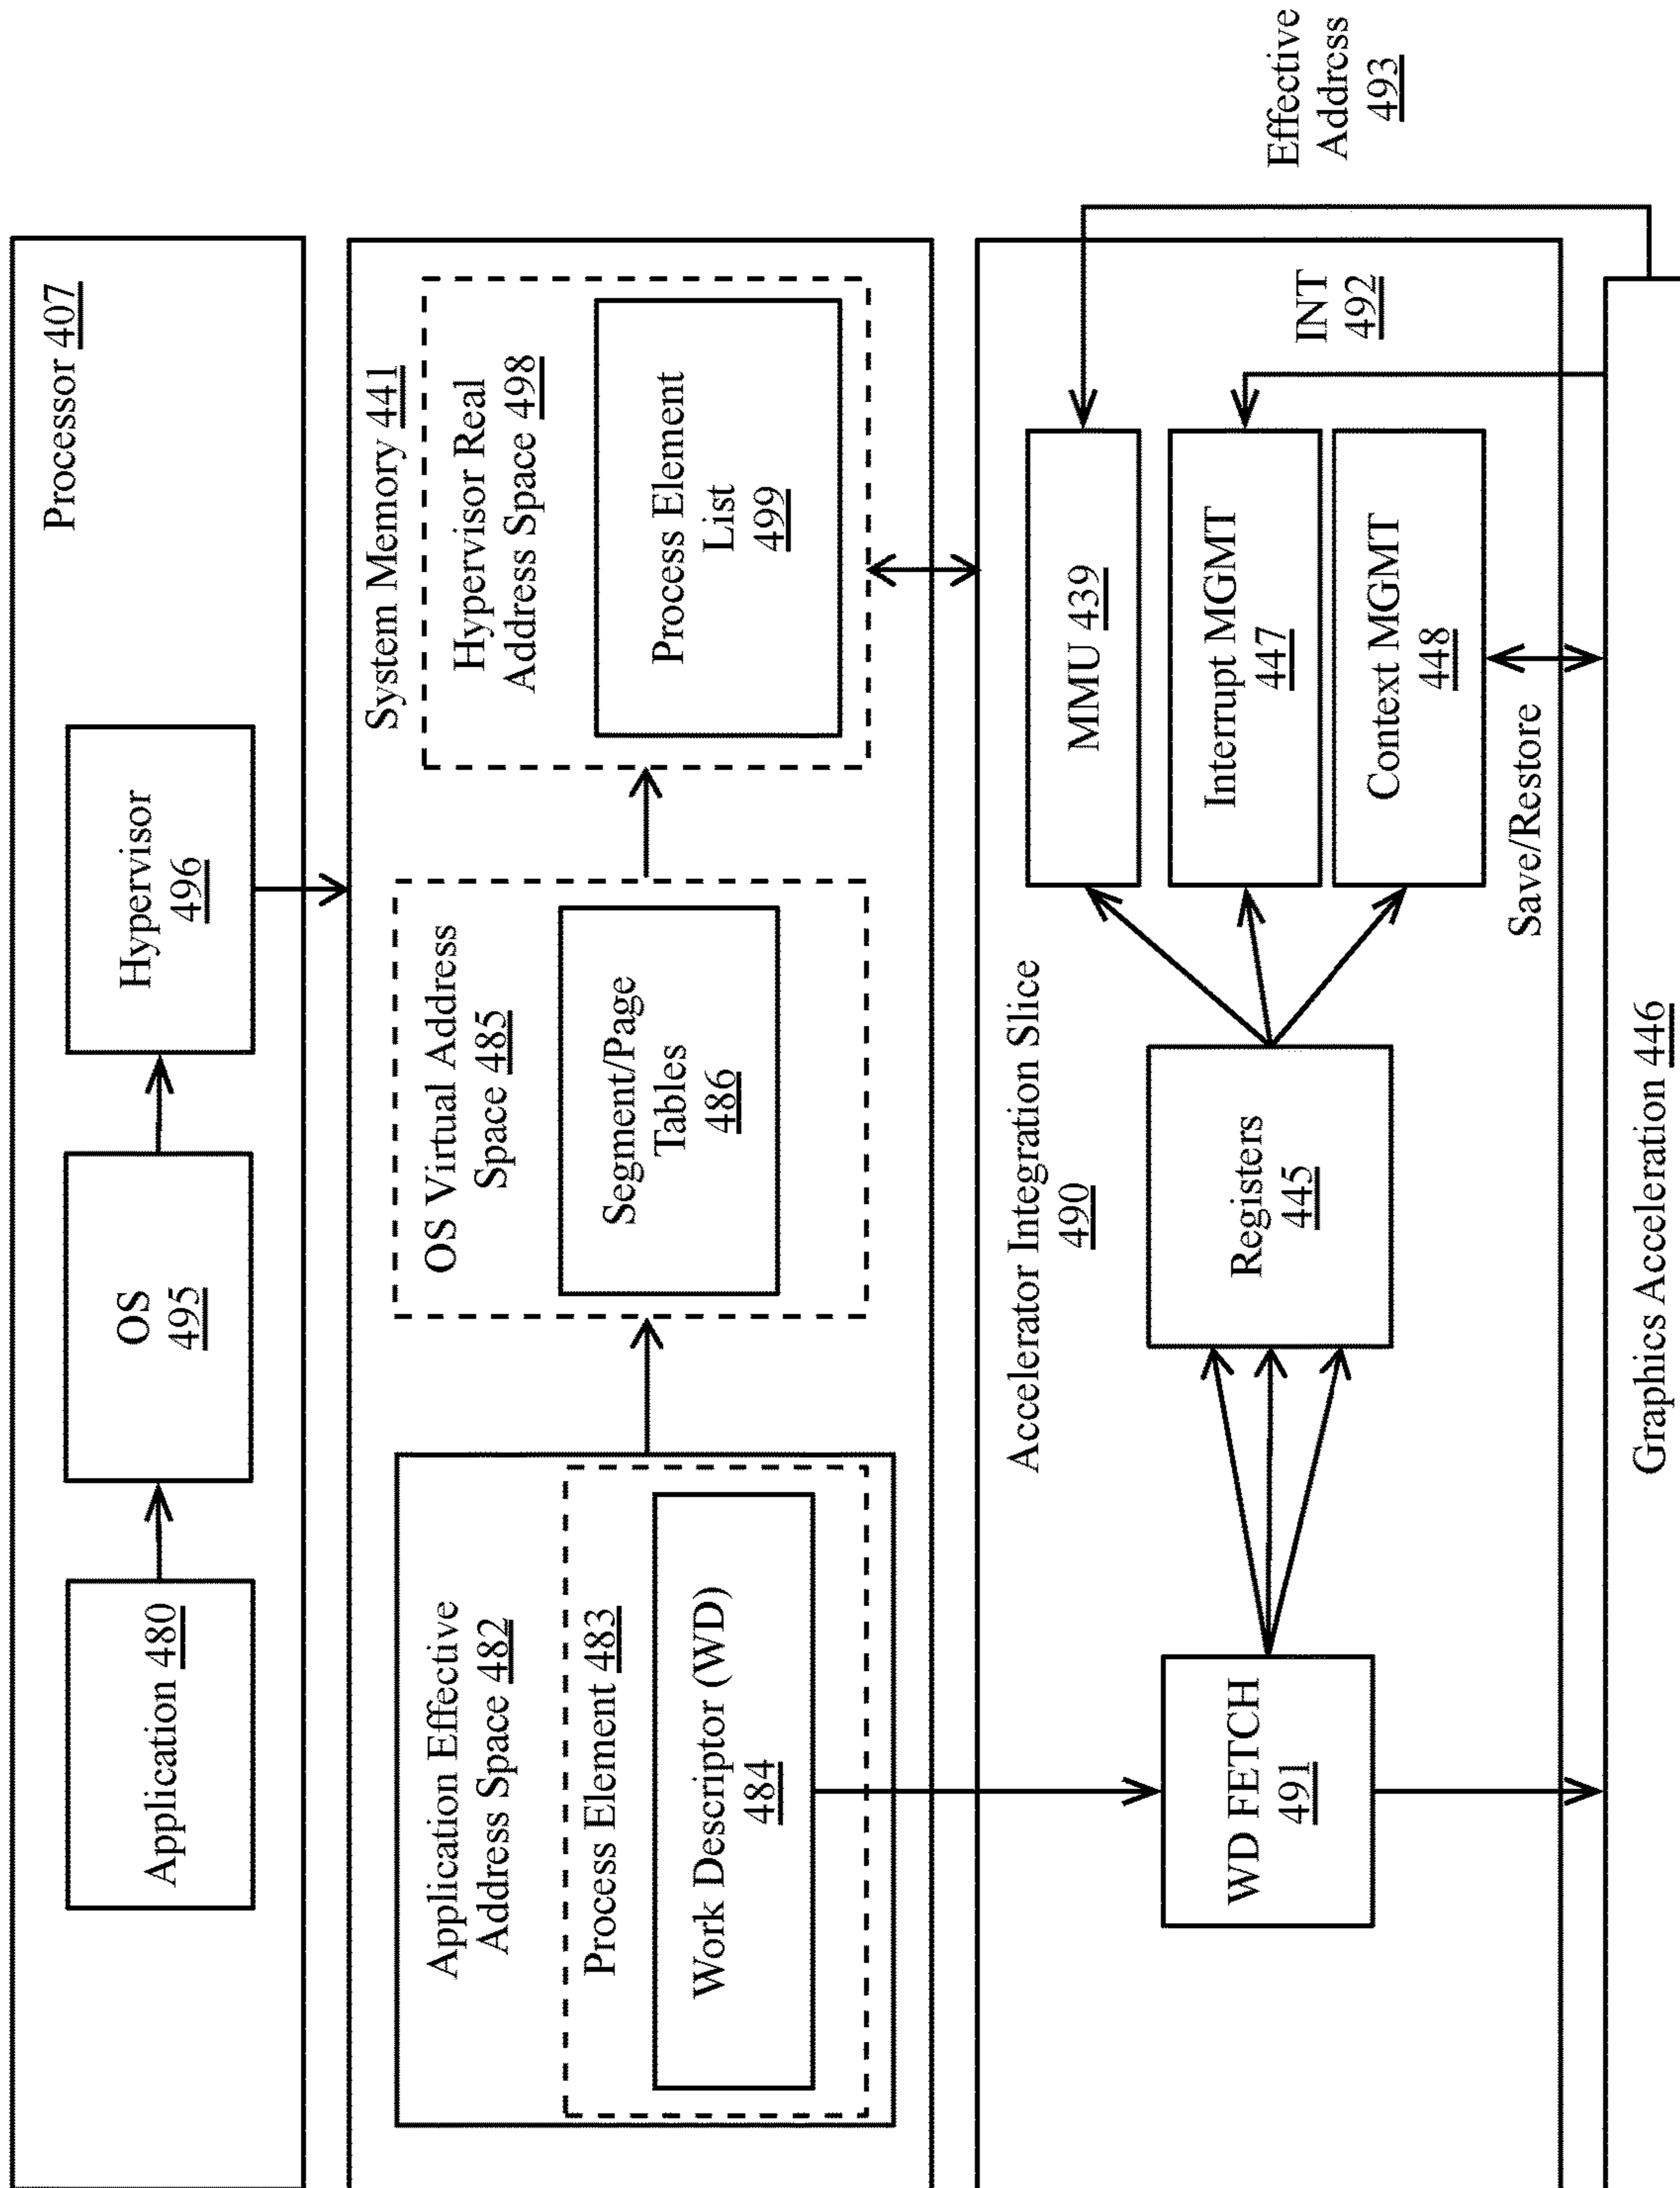 Processor 407
Application 480
OS
495
Hypervisor
496
System Memory 441
Application Effective
Address Space 482
Process Element 483
Work Descriptor (WD)
484
OS Virtual Address
Space 485
Segment/Page
Tables
486
Hypervisor Real
Address Space 498
Process Element
List
499
Accelerator Integration Slice
490
WD FETCH
491
Registers
445
MMU 439
Interrupt MGMT
447
Context MGMT
448
INT
492
Effective
Address
493
Save/Restore
Graphics Acceleration 446